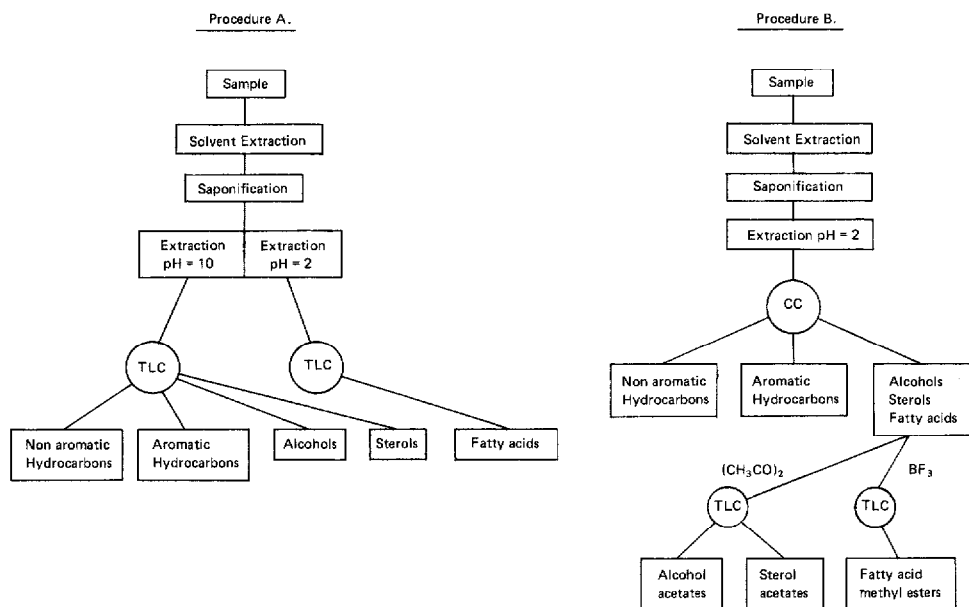 Procedure A.
Sample
Solvent Extraction
Saponification
Extraction
pH = 10
Extraction
pH = 2
TLC
TLC
Non aromatic
Hydrocarbons
Aromatic
Hydrocarbons
Alcohols
Sterols
Fatty acids
Procedure B.
Sample
Solvent Extraction
Saponification
Extraction pH = 2
CC
Non aromatic
Hydrocarbons
Aromatic
Hydrocarbons
Alcohols
Sterols
Fatty acids
(CH₃CO)₂
BF₃
TLC
TLC
Alcohol
acetates
Sterol
acetates
Fatty acid
methyl esters